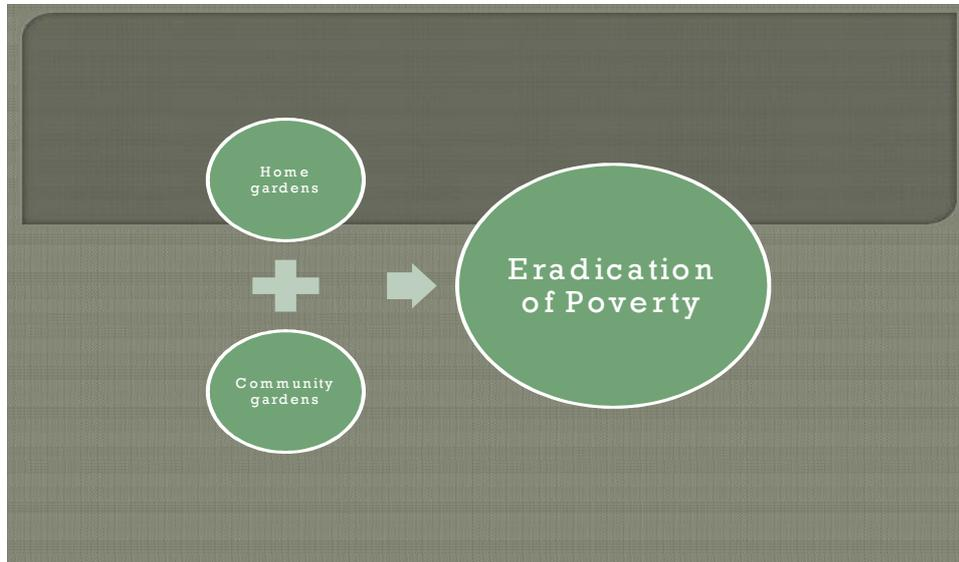 Home
gardens
Community
gardens
Eradication
of Poverty